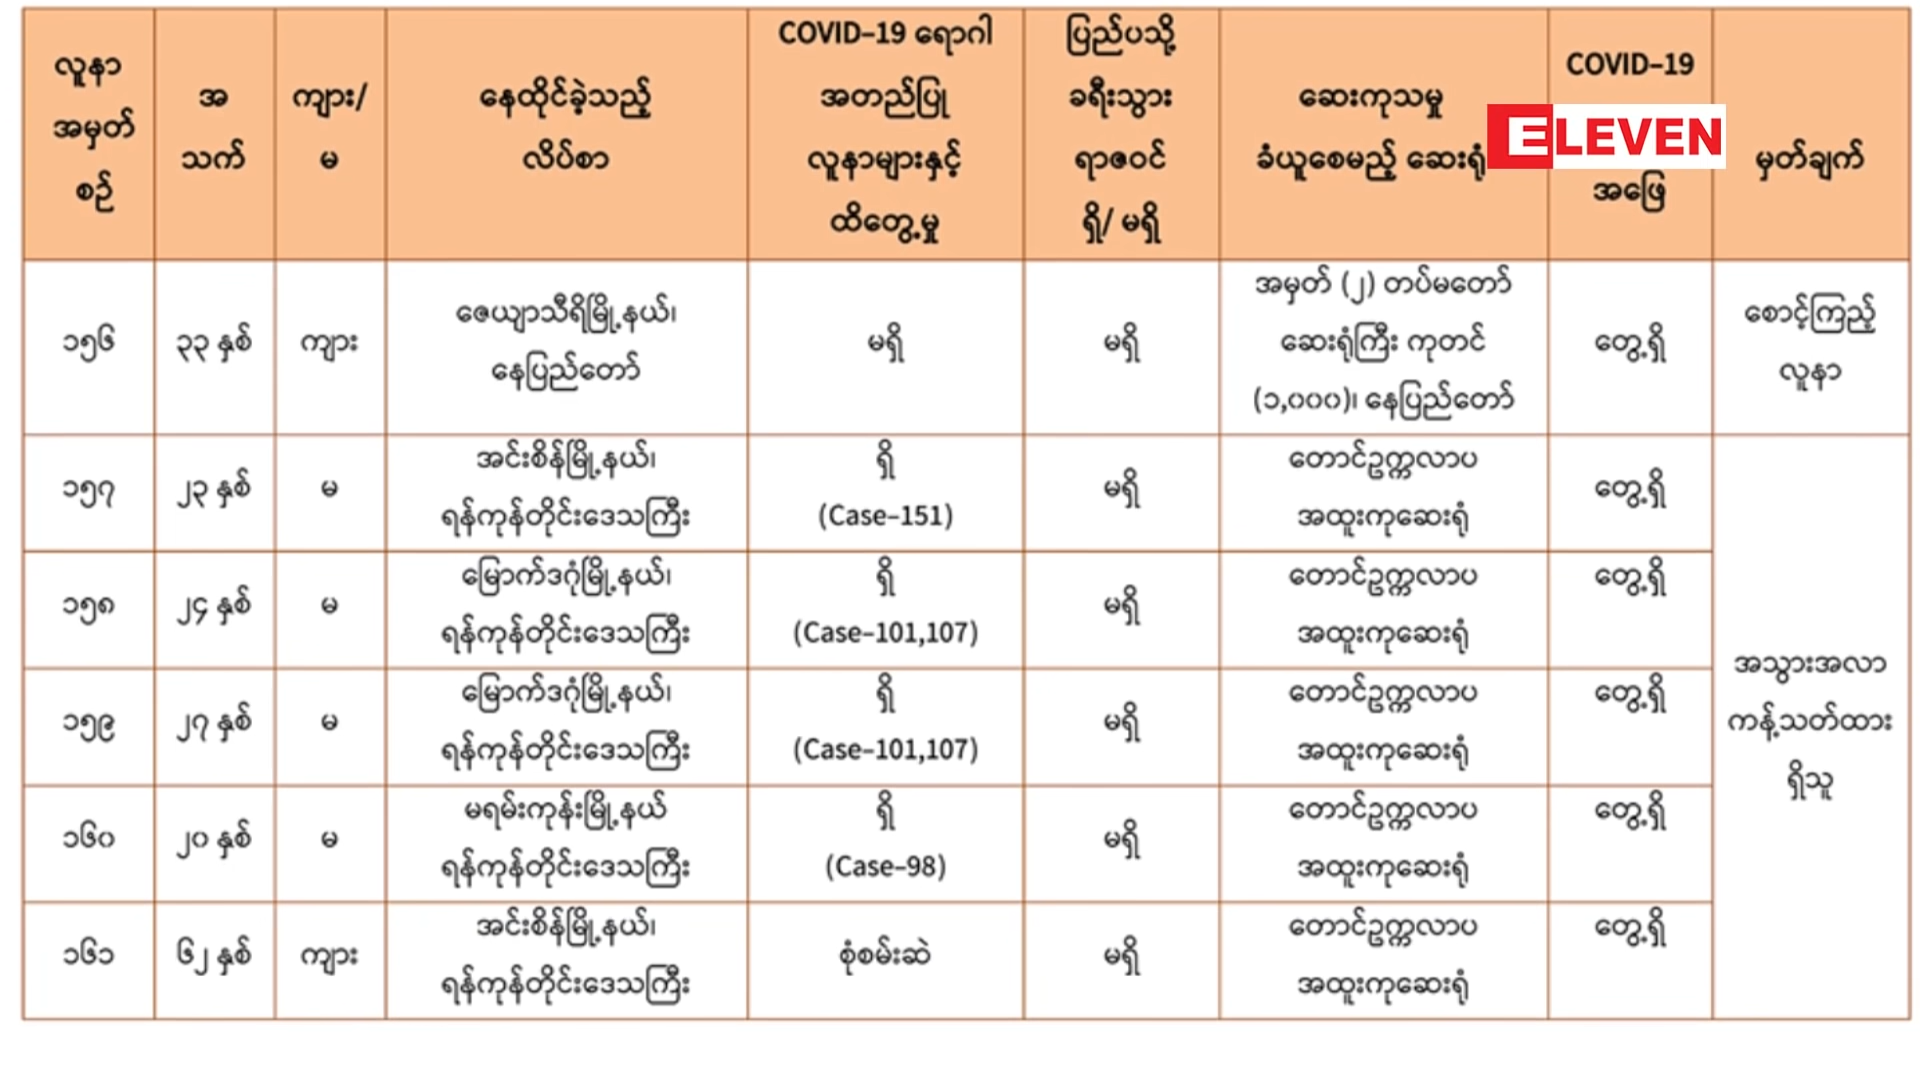 လူနာ
အမှတ်
စဉ်
အ
သက်
ကျား/
မ
နေထိုင်ခဲ့သည့်
လိပ်စာ
COVID-19 ရောဂါ
အတည်ပြု
လူနာများနှင့်
ထိတွေ့မှု
ပြည်ပသို့
ခရီးသွား
ရာဇဝင်
ရှိ/ မရှိ
ဆေးကုသမှု
ခံယူစေမည့် ဆေးရုံ
COVID-19
အဖြေ
မှတ်ချက်
ELEVEN
၁၅၆
၃၃ နှစ်
ကျား
ဇေယျာသီရိမြို့နယ်၊
နေပြည်တော်
မရှိ
မရှိ
အမှတ် (၂) တပ်မတော်
ဆေးရုံကြီး ကုတင်
(၁,၀၀၀)၊ နေပြည်တော်
တွေ့ရှိ
စောင့်ကြည့်
လူနာ
၁၅၇
၂၃ နှစ်
မ
အင်းစိန်မြို့နယ်၊
ရန်ကုန်တိုင်းဒေသကြီး
ရှိ
(Case-151)
မရှိ
တောင်ဥက္ကလာပ
အထူးကုဆေးရုံ
တွေ့ရှိ
၁၅၈
၂၄ နှစ်
မ
မြောက်ဒဂုံမြို့နယ်၊
ရန်ကုန်တိုင်းဒေသကြီး
ရှိ
(Case-101,107)
မရှိ
တောင်ဥက္ကလာပ
အထူးကုဆေးရုံ
တွေ့ရှိ
၁၅၉
၂၇ နှစ်
မ
မြောက်ဒဂုံမြို့နယ်၊
ရန်ကုန်တိုင်းဒေသကြီး
ရှိ
(Case-101,107)
မရှိ
တောင်ဥက္ကလာပ
အထူးကုဆေးရုံ
တွေ့ရှိ
၁၆၀
၂၀ နှစ်
မ
မရမ်းကုန်းမြို့နယ်
ရန်ကုန်တိုင်းဒေသကြီး
ရှိ
(Case-98)
မရှိ
တောင်ဥက္ကလာပ
အထူးကုဆေးရုံ
တွေ့ရှိ
၁၆၁
၆၂ နှစ်
ကျား
အင်းစိန်မြို့နယ်၊
ရန်ကုန်တိုင်းဒေသကြီး
စုံစမ်းဆဲ
မရှိ
တောင်ဥက္ကလာပ
အထူးကုဆေးရုံ
တွေ့ရှိ
အသွားအလာ
ကန့်သတ်ထား
ရှိသူ